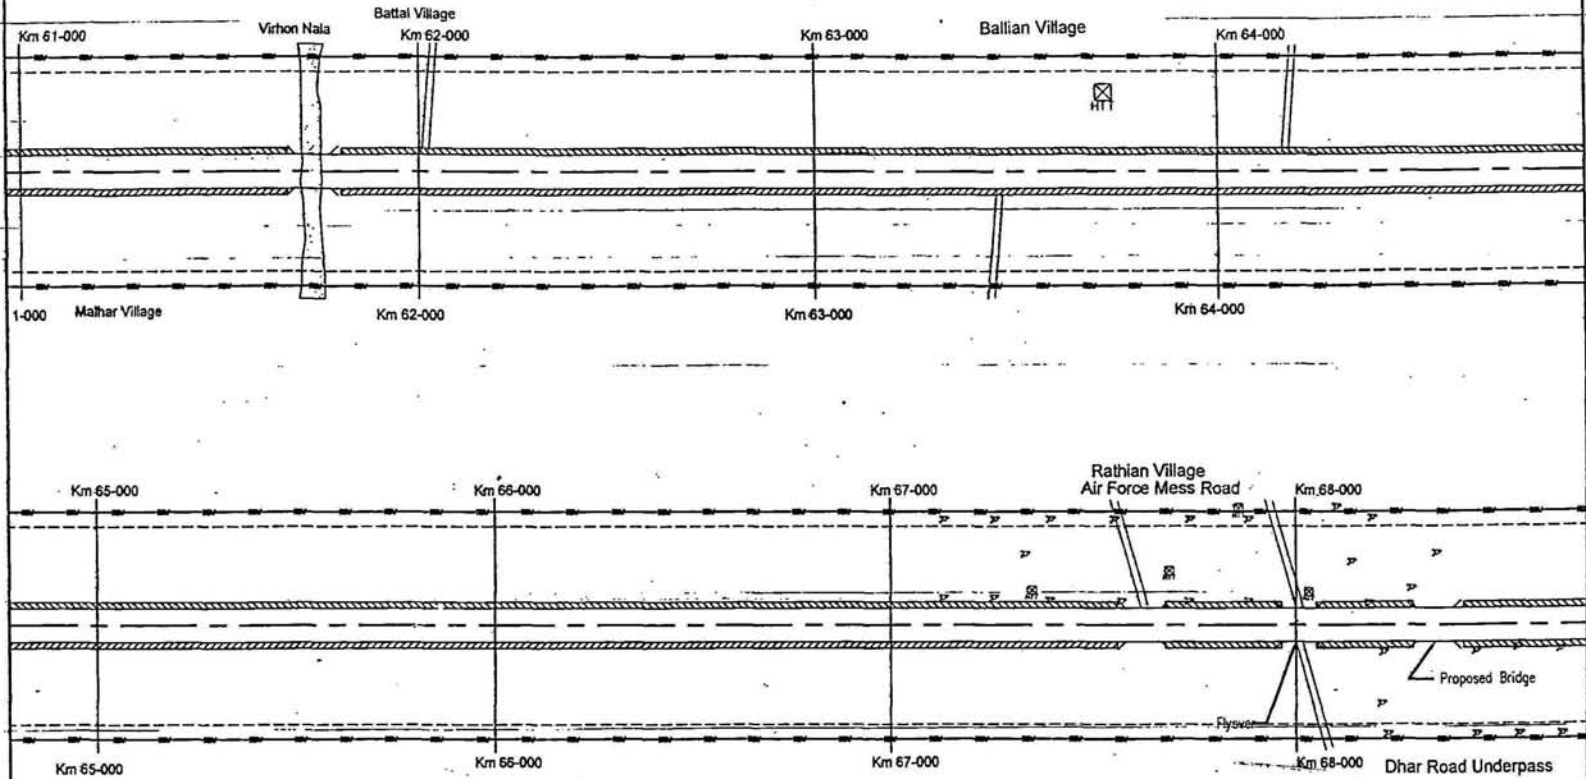 Km 61-000
Virhon Nala
Battal Village
Km 62-000
Km 63-000
Ballian Village
Km 64-000
HTT
1-000
Malhar Village
Km 62-000
Km 63-000
Km 64-000
Km 65-000
Km 66-000
Km 67-000
Rathian Village
Air Force Mess Road
Km 68-000
Proposed Bridge
Km 65-000
Km 66-000
Km 67-000
Km 68-000
Dhar Road Underpass